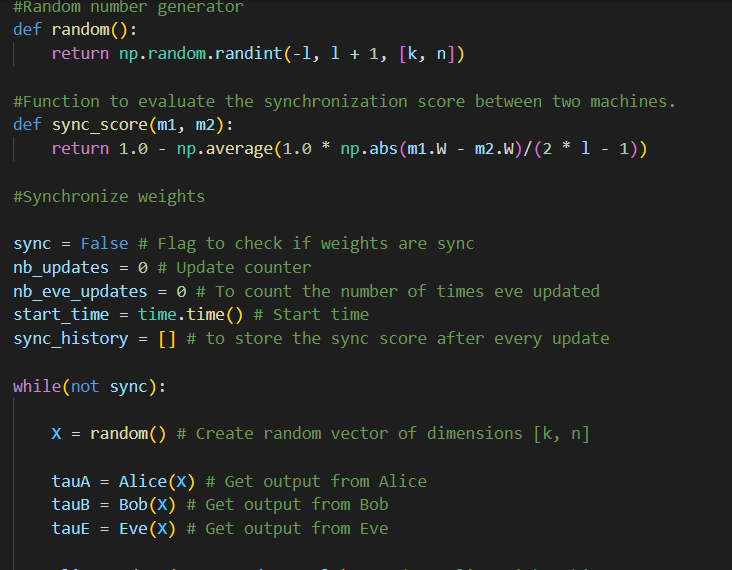 #Random number generator
def random():
    return np.random.randint(-l, l + 1, [k, n])
#Function to evaluate the synchronization score between two machines.
def sync_score(m1, m2):
    return 1.0 - np.average(1.0 * np.abs(m1.W - m2.W)/(2 * l - 1))
#Synchronize weights
sync = False # Flag to check if weights are sync
nb_updates = 0 # Update counter
nb_eve_updates = 0 # To count the number of times eve updated
start_time = time.time() # Start time
sync_history = [] # to store the sync score after every update
while(not sync):
    X = random() # Create random vector of dimensions [k, n]
    tauA = Alice(X) # Get output from Alice
    tauB = Bob(X) # Get output from Bob
    tauE = Eve(X) # Get output from Eve